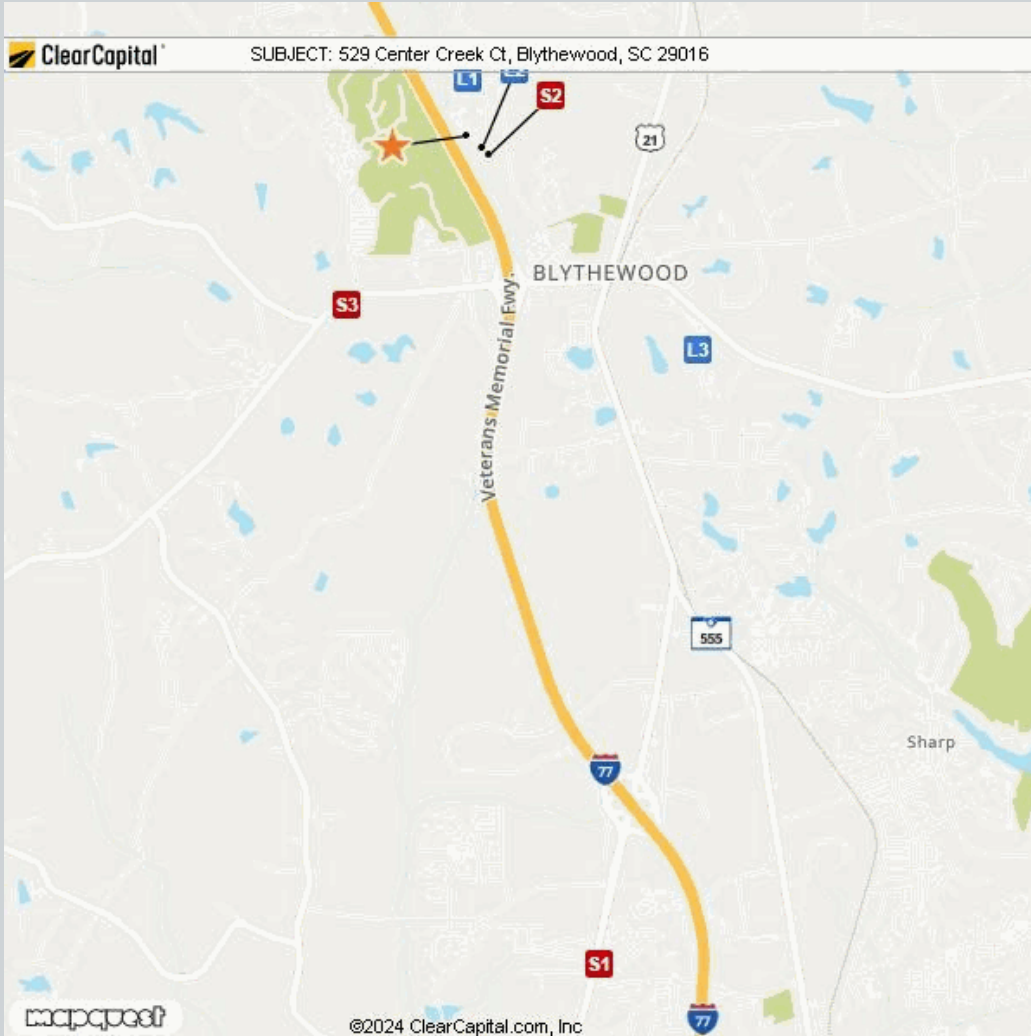 ClearCapital
SUBJECT: 529 Center Creek Ct, Blythewood, SC 29016
L1
S2
21
BLYTHEWOOD
S3
Veterans Memorial Fwy.
L3
555
Sharp
77
S1
mapquest
©2024 ClearCapital.com, Inc
77